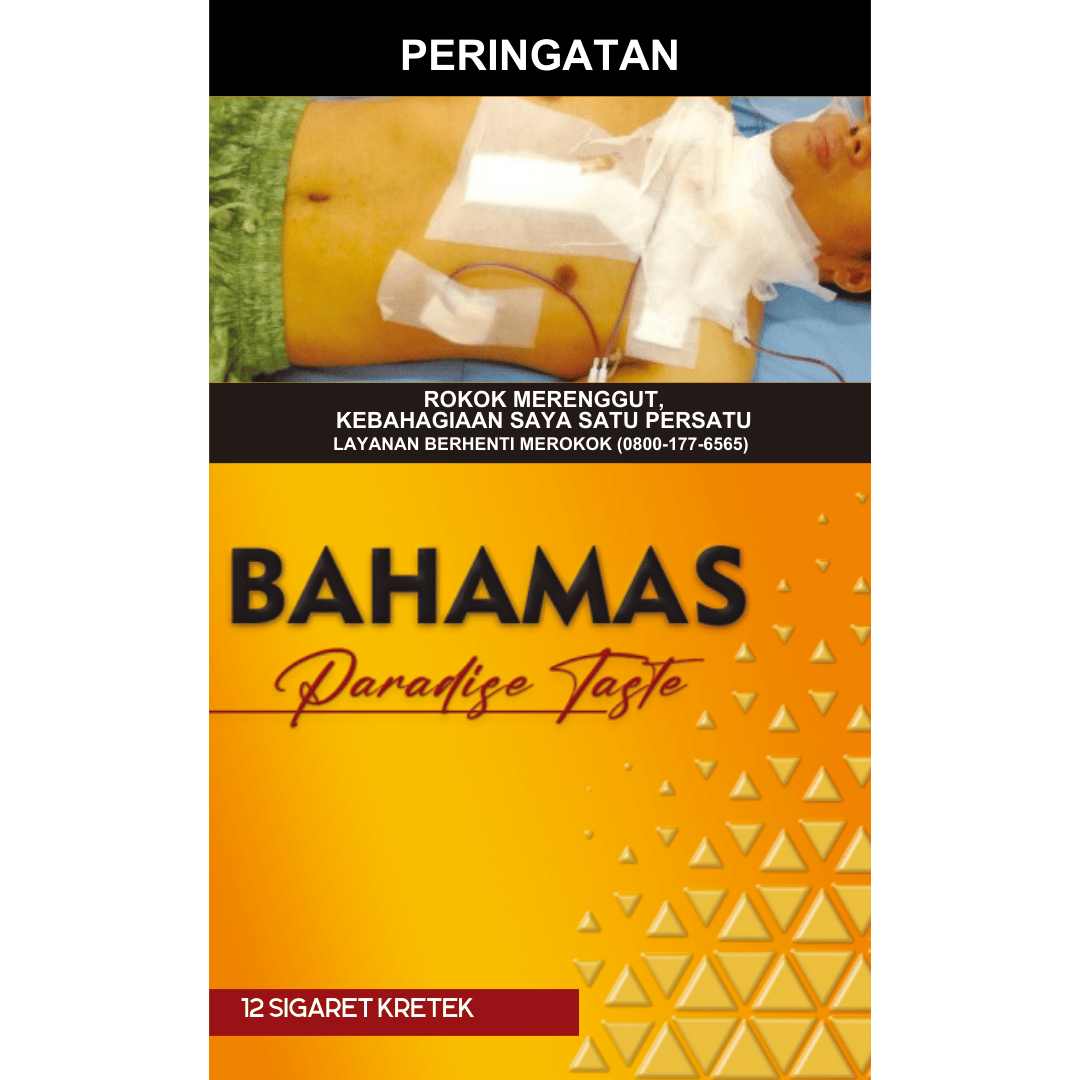 PERINGATAN
ROKOK MERENGGUT,
KEBAHAGIAAN SAYA SATU PERSATU
LAYANAN BERHENTI MEROKOK (0800-177-6565)
BAHAMAS
Paradise Taste
12 SIGARET KRETEK